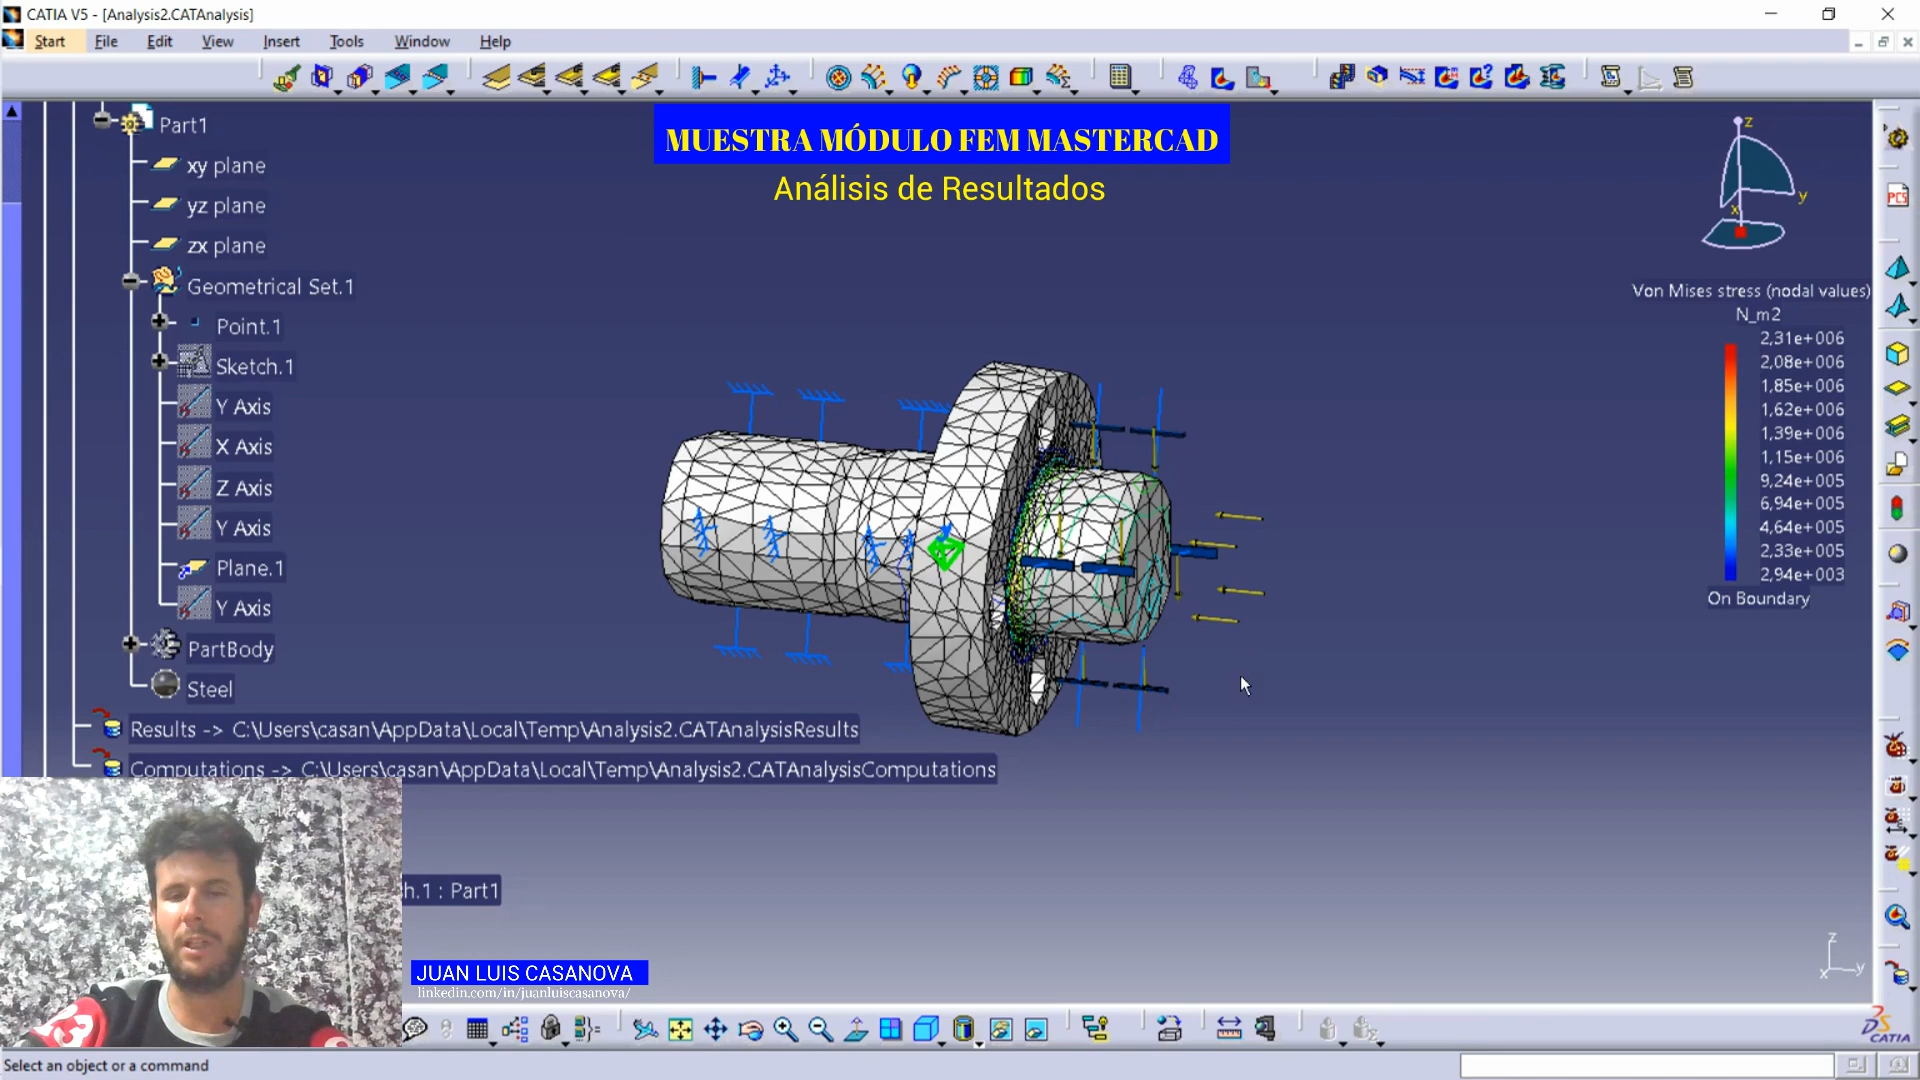 CATIA V5 - [Analysis2.CATAnalysis]
Start File Edit View Insert Tools Window Help
MUESTRA MÓDULO FEM MASTERCAD
Análisis de Resultados
Part1
xy plane
yz plane
zx plane
Geometrical Set.1
Point.1
Sketch.1
Y Axis
X Axis
Z Axis
Y Axis
Plane.1
Y Axis
PartBody
Steel
Results -> C:\Users\casan\AppData\Local\Temp\Analysis2.CATAnalysisResults
Computations -> C:\Users\casan\AppData\Local\Temp\Analysis2.CATAnalysisComputations
h.1 : Part1
z
y
x
PCS
Von Mises stress (nodal values)
N_m2
2,31e+006
2,08e+006
1,85e+006
1,62e+006
1,39e+006
1,15e+006
9,24e+005
6,94e+005
4,64e+005
2,33e+005
2,94e+003
On Boundary
JUAN LUIS CASANOVA
linkedin.com/in/juanluiscasanova/
z
x y
CATIA
Select an object or a command